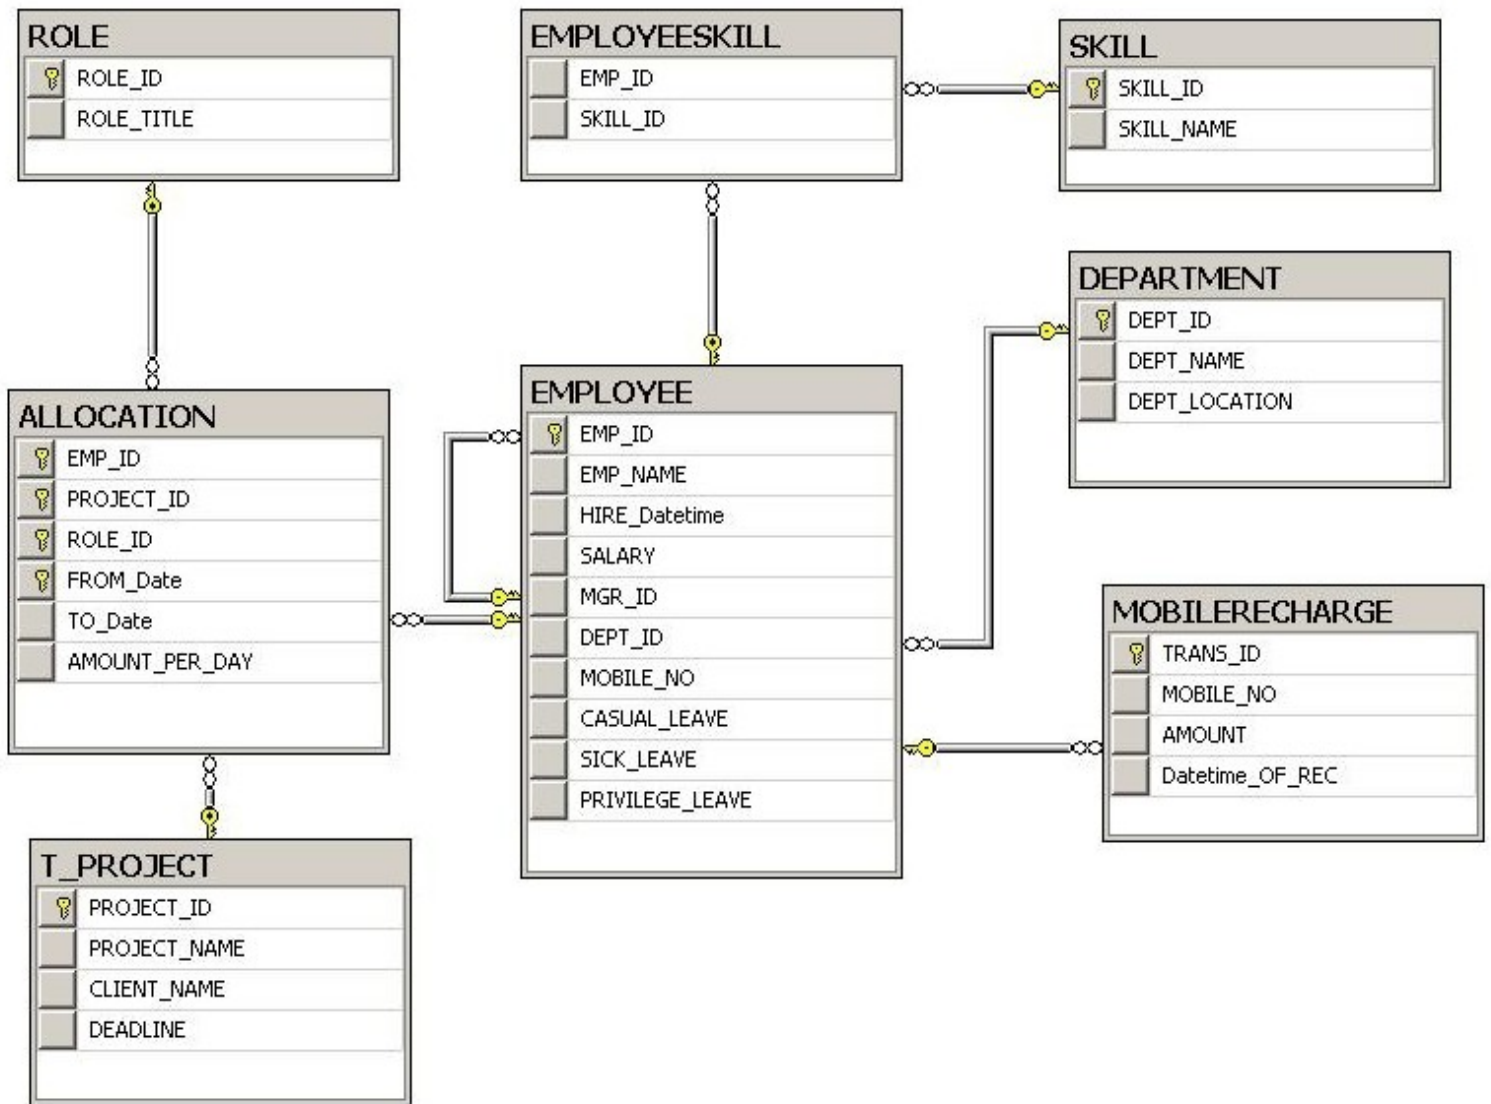 ROLE
ROLE_ID
ROLE_TITLE
EMPLOYEESKILL
EMP_ID
SKILL_ID
SKILL
SKILL_ID
SKILL_NAME
DEPARTMENT
DEPT_ID
DEPT_NAME
DEPT_LOCATION
ALLOCATION
EMP_ID
PROJECT_ID
ROLE_ID
FROM_Date
TO_Date
AMOUNT_PER_DAY
EMPLOYEE
EMP_ID
EMP_NAME
HIRE_Datetime
SALARY
MGR_ID
DEPT_ID
MOBILE_NO
CASUAL_LEAVE
SICK_LEAVE
PRIVILEGE_LEAVE
MOBILERECHARGE
TRANS_ID
MOBILE_NO
AMOUNT
Datetime_OF_REC
T_PROJECT
PROJECT_ID
PROJECT_NAME
CLIENT_NAME
DEADLINE